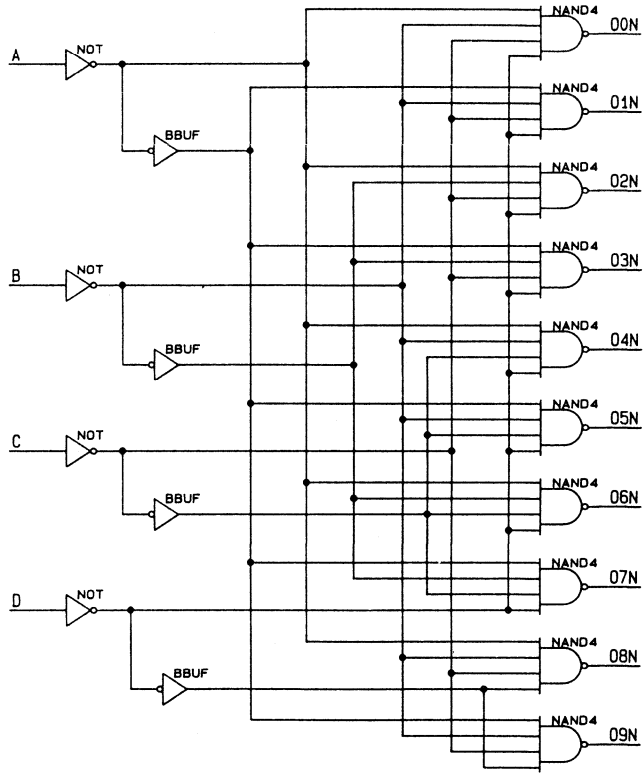 NAND4
O0N
A
NOT
NAND4
O1N
BBUF
NAND4
O2N
NAND4
O3N
B
NOT
NAND4
O4N
BBUF
NAND4
O5N
C
NOT
NAND4
O6N
BBUF
NAND4
O7N
D
NOT
NAND4
O8N
BBUF
NAND4
O9N